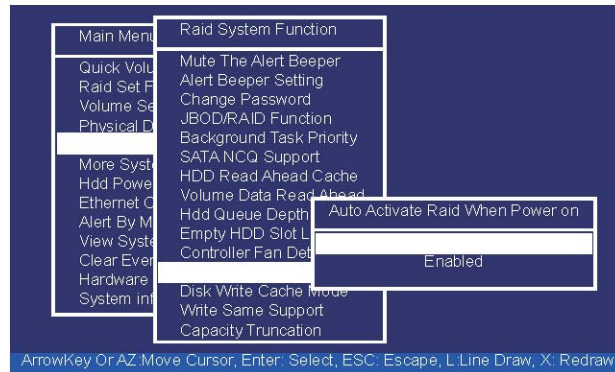 Main Menu
Quick Volu
Raid Set F
Volume Se
Physical D
More Syste
Hdd Powe
Ethernet C
Alert By M
View Syste
Clear Even
Hardware
System inf
Raid System Function
Mute The Alert Beeper
Alert Beeper Setting
Change Password
JBOD/RAID Function
Background Task Priority
SATA NCQ Support
HDD Read Ahead Cache
Volume Data Read Ahead
Hdd Queue Depth
Empty HDD Slot L
Controller Fan Det
Disk Write Cache Mode
Write Same Support
Capacity Truncation
Auto Activate Raid When Power on
Enabled
ArrowKey Or AZ:Move Cursor, Enter: Select, ESC: Escape, L:Line Draw, X: Redraw